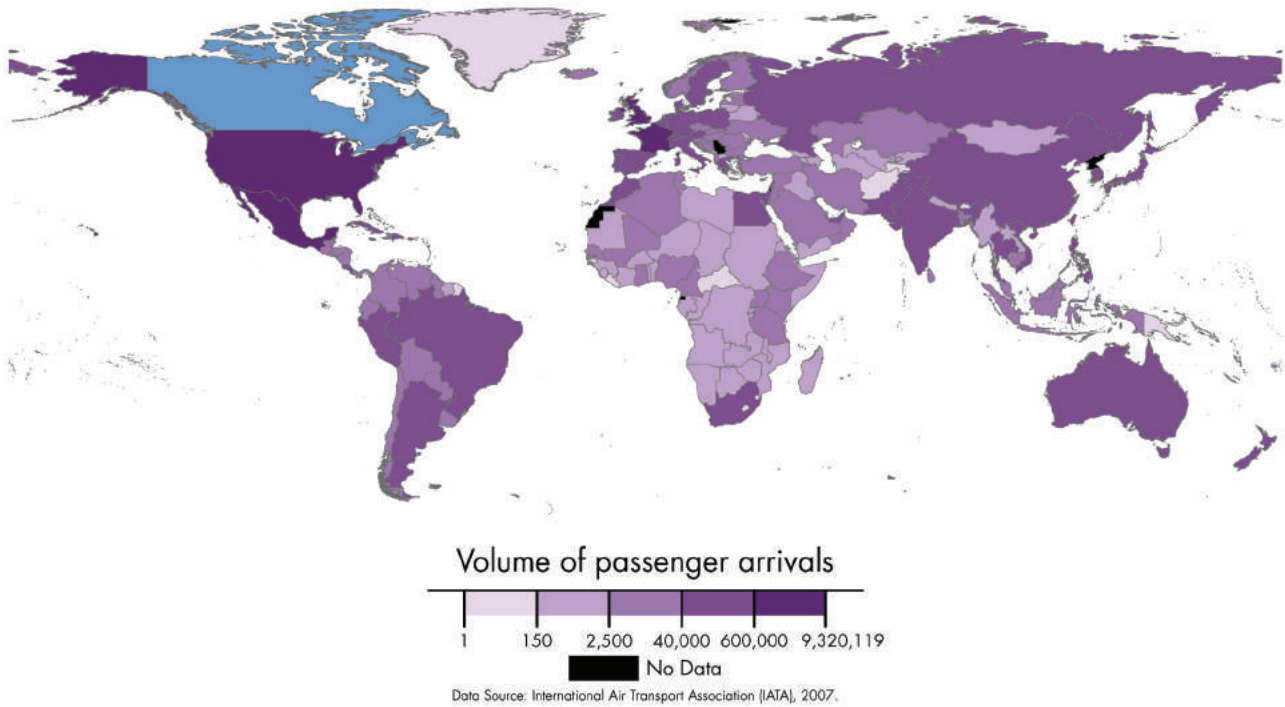 Volume of passenger arrivals
1 150 2,500 40,000 600,000 9,320,119
No Data
Data Source: International Air Transport Association (IATA), 2007.